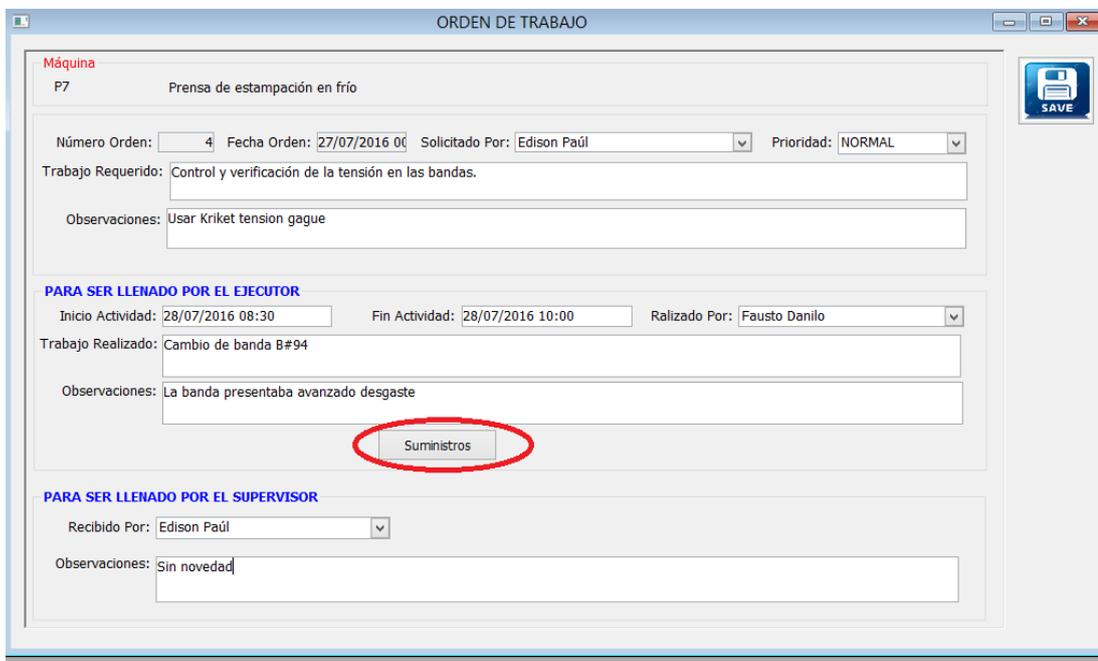 ORDEN DE TRABAJO
Máquina
P7 Prensa de estampación en frío
SAVE
Número Orden: 4 Fecha Orden: 27/07/2016 00 Solicitado Por: Edison Paúl Prioridad: NORMAL
Trabajo Requerido: Control y verificación de la tensión en las bandas.
Observaciones: Usar Kriket tension gague
PARA SER LLENADO POR EL EJECUTOR
Inicio Actividad: 28/07/2016 08:30 Fin Actividad: 28/07/2016 10:00 Ralizado Por: Fausto Danilo
Trabajo Realizado: Cambio de banda B#94
Observaciones: La banda presentaba avanzado desgaste
Suministros
PARA SER LLENADO POR EL SUPERVISOR
Recibido Por: Edison Paúl
Observaciones: Sin novedad